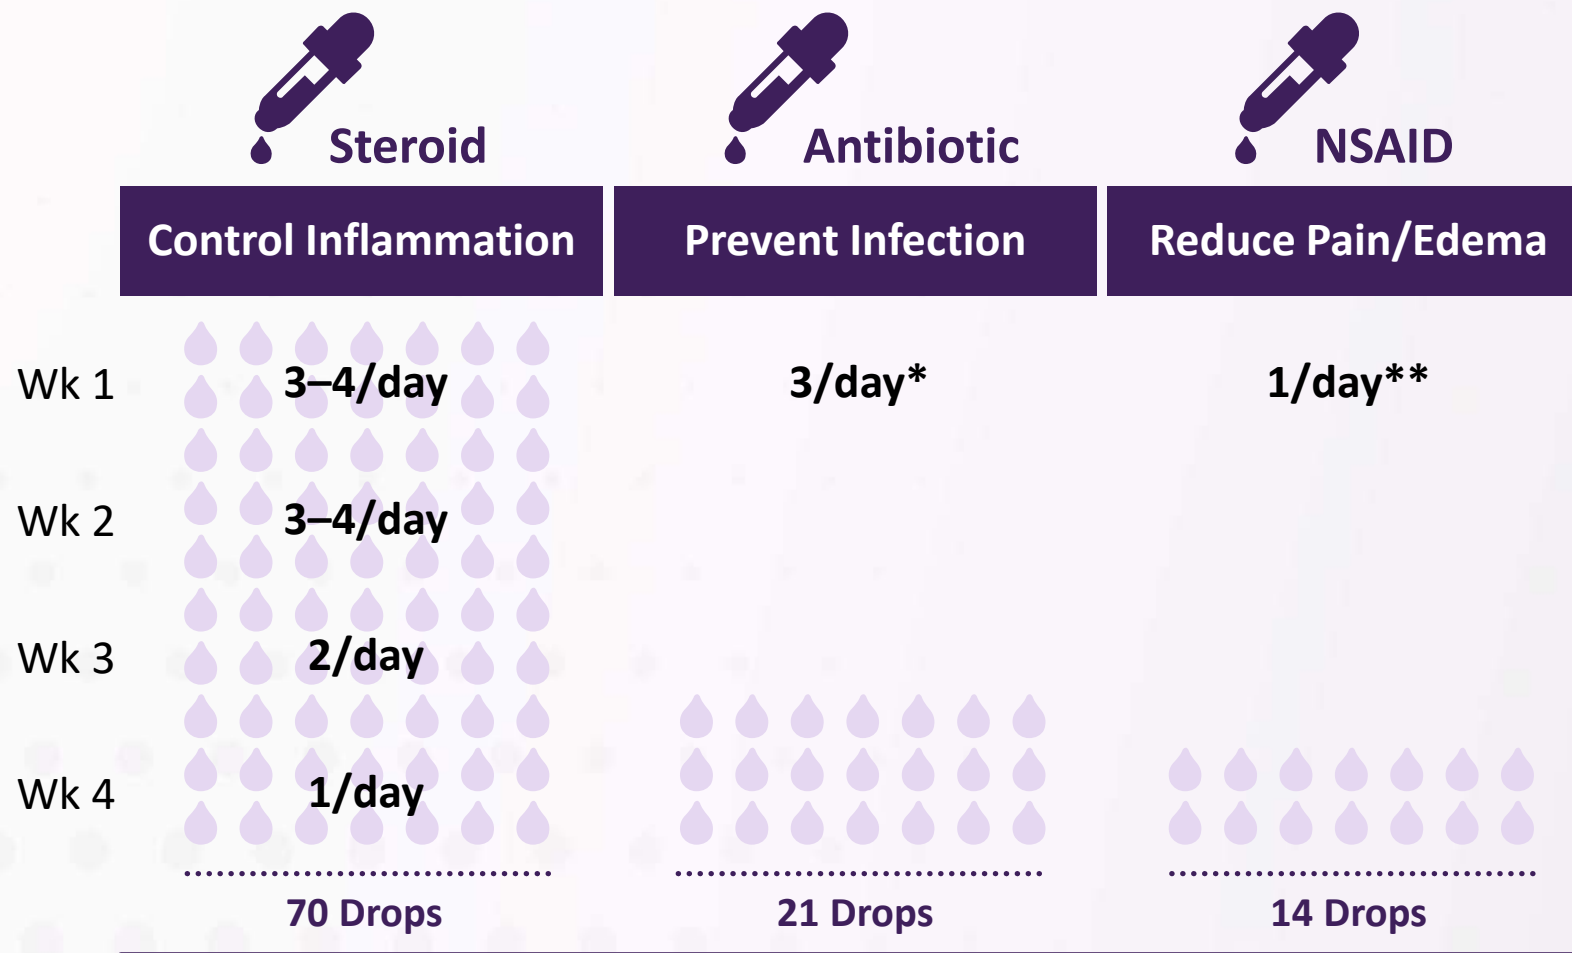 Steroid Antibiotic NSAID
Control Inflammation Prevent Infection Reduce Pain/Edema
Wk 1 3–4/day 3/day* 1/day**
Wk 2 3–4/day
Wk 3 2/day
Wk 4 1/day
70 Drops 21 Drops 14 Drops